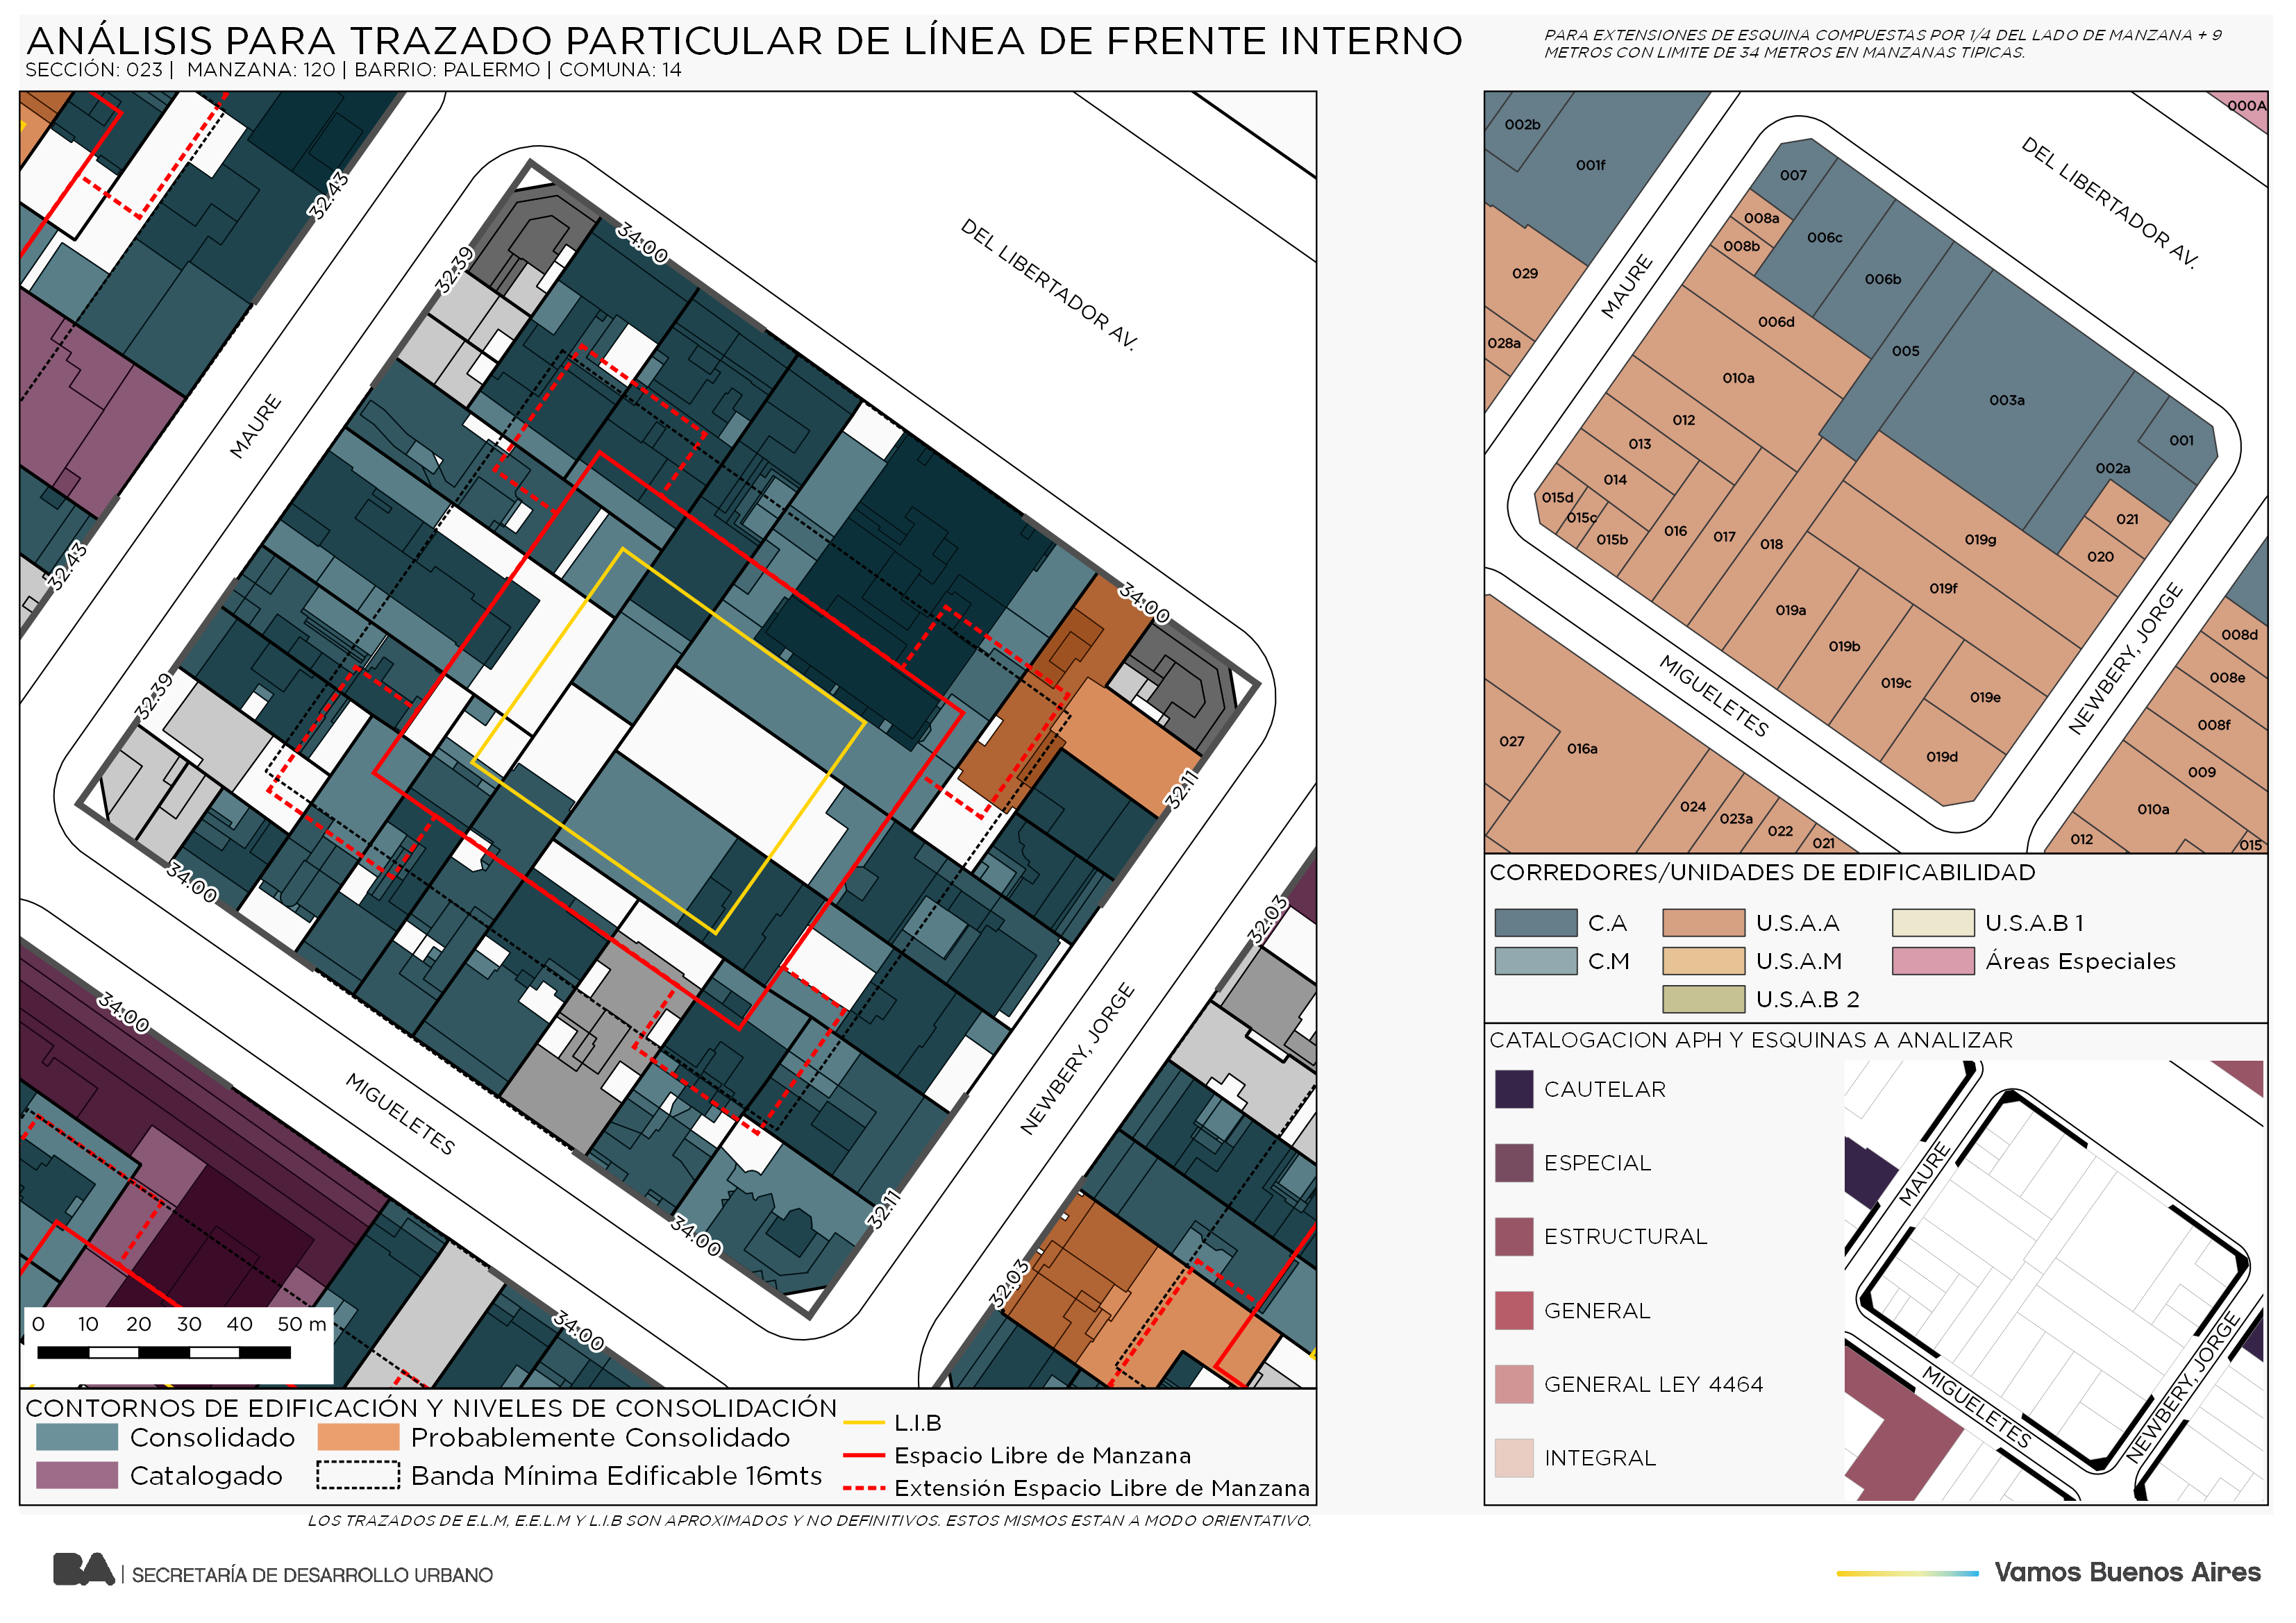 ANÁLISIS PARA TRAZADO PARTICULAR DE LÍNEA DE FRENTE INTERNO
SECCIÓN: 023 | MANZANA: 120 | BARRIO: PALERMO | COMUNA: 14
PARA EXTENSIONES DE ESQUINA COMPUESTAS POR 1/4 DEL LADO DE MANZANA + 9
METROS CON LIMITE DE 34 METROS EN MANZANAS TIPICAS.
32.43
34.00
32.39
DEL LIBERTADOR AV.
MAURE
32.43
34.00
32.39
32.11
34.00
32.03
34.00
MIGUELETES
NEWBERY, JORGE
32.11
34.00
32.03
34.00
0 10 20 30 40 50 m
CONTORNOS DE EDIFICACIÓN Y NIVELES DE CONSOLIDACIÓN
Consolidado
Probablemente Consolidado
Catalogado
Banda Mínima Edificable 16mts
L.I.B
Espacio Libre de Manzana
Extensión Espacio Libre de Manzana
LOS TRAZADOS DE E.L.M, E.E.L.M Y L.I.B SON APROXIMADOS Y NO DEFINITIVOS. ESTOS MISMOS ESTAN A MODO ORIENTATIVO.
000A
002b
001f
DEL LIBERTADOR AV.
007
008a
008b
006c
029
MAURE
006b
006d
028a
005
010a
003a
012
013
001
002a
014
015d
015c
015b
016
017
018
021
020
019g
019f
019a
019b
019c
019e
019d
008d
008e
008f
009
010a
012
015
NEWBERY, JORGE
MIGUELETES
027
016a
024
023a
022
021
CORREDORES/UNIDADES DE EDIFICABILIDAD
C.A
U.S.A.A
U.S.A.B 1
C.M
U.S.A.M
Áreas Especiales
U.S.A.B 2
CATALOGACION APH Y ESQUINAS A ANALIZAR
CAUTELAR
ESPECIAL
ESTRUCTURAL
GENERAL
GENERAL LEY 4464
INTEGRAL
MAURE
MIGUELETES
NEWBERY, JORGE
BA | SECRETARÍA DE DESARROLLO URBANO
Vamos Buenos Aires